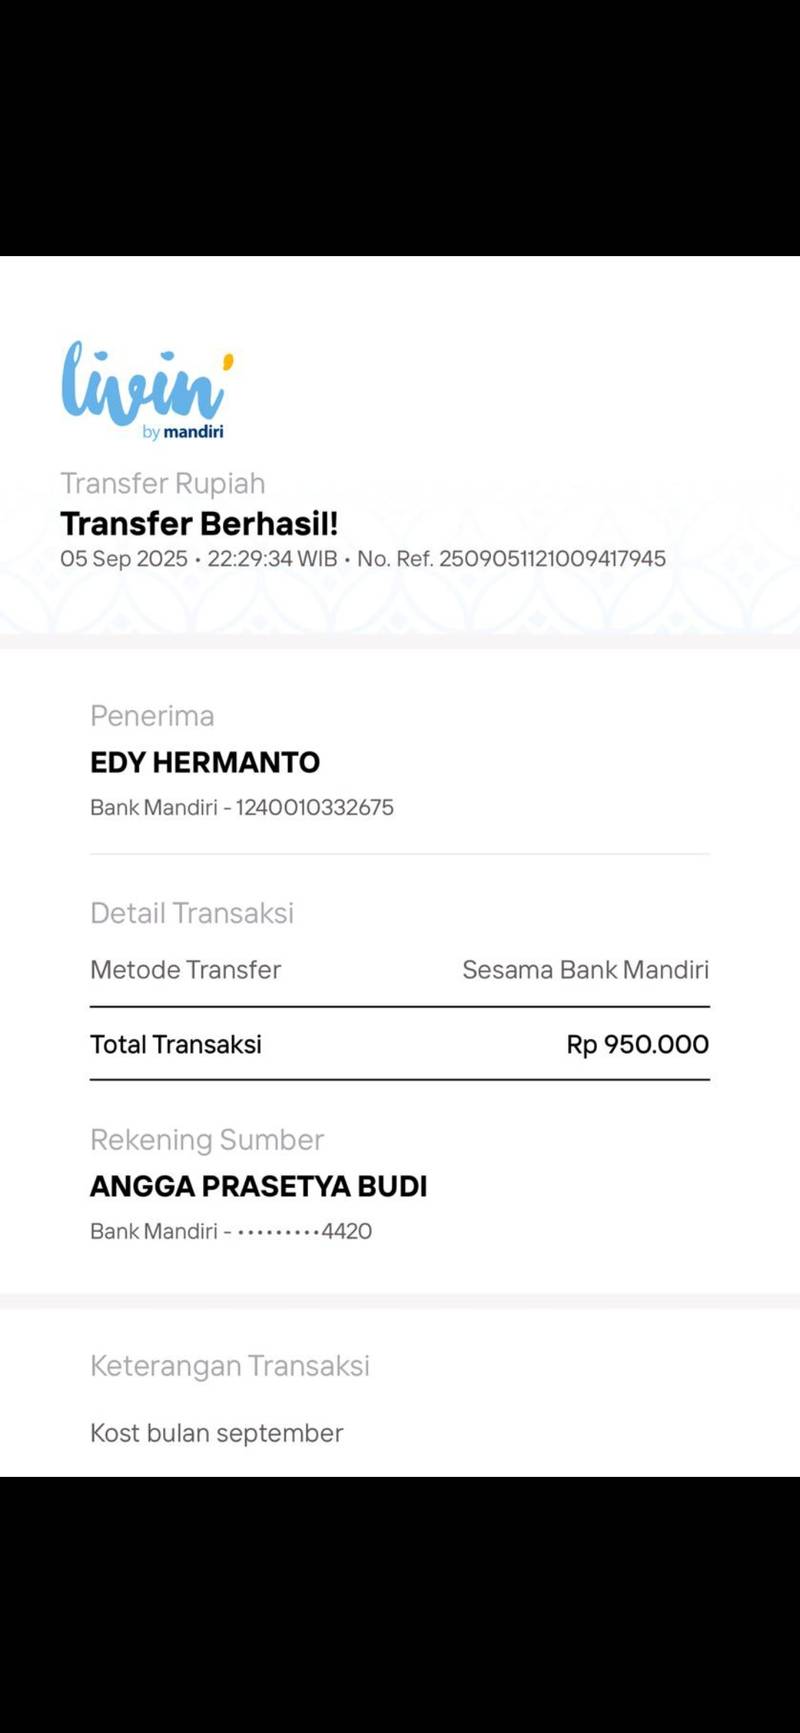 livin'
by mandiri
Transfer Rupiah
Transfer Berhasil!
05 Sep 2025 • 22:29:34 WIB • No. Ref. 2509051121009417945
Penerima
EDY HERMANTO
Bank Mandiri - 1240010332675
Detail Transaksi
Metode Transfer Sesama Bank Mandiri
Total Transaksi Rp 950.000
Rekening Sumber
ANGGA PRASETYA BUDI
Bank Mandiri - •••••••••4420
Keterangan Transaksi
Kost bulan september